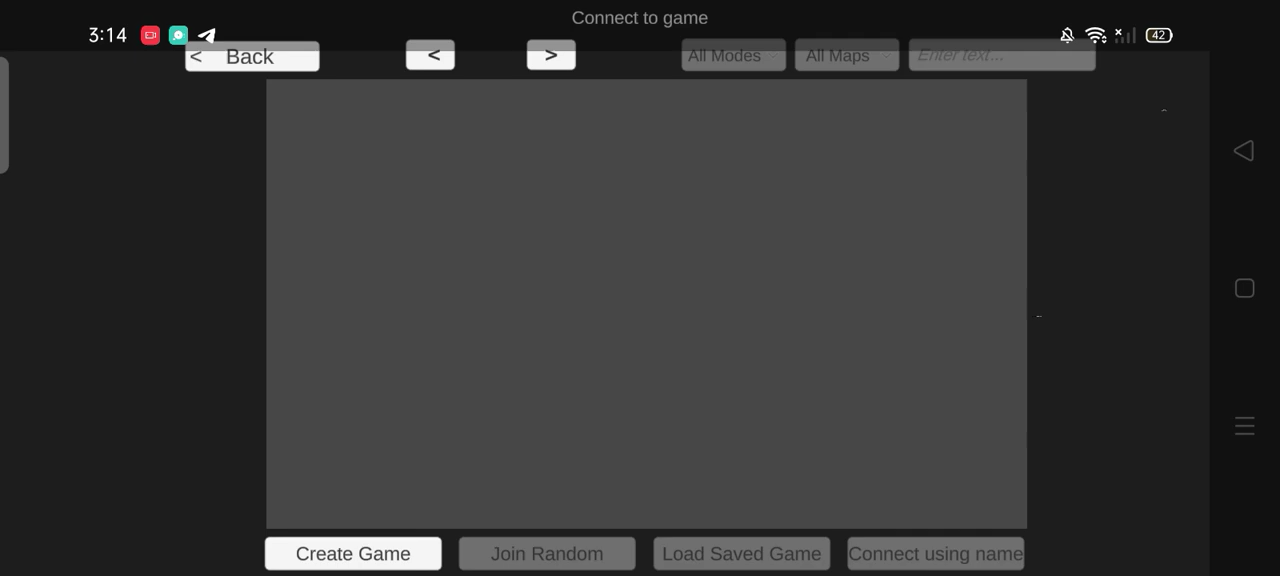 Connect to game
3:14
42
< Back
<
>
All Modes
All Maps
Enter text...
Create Game
Join Random
Load Saved Game
Connect using name